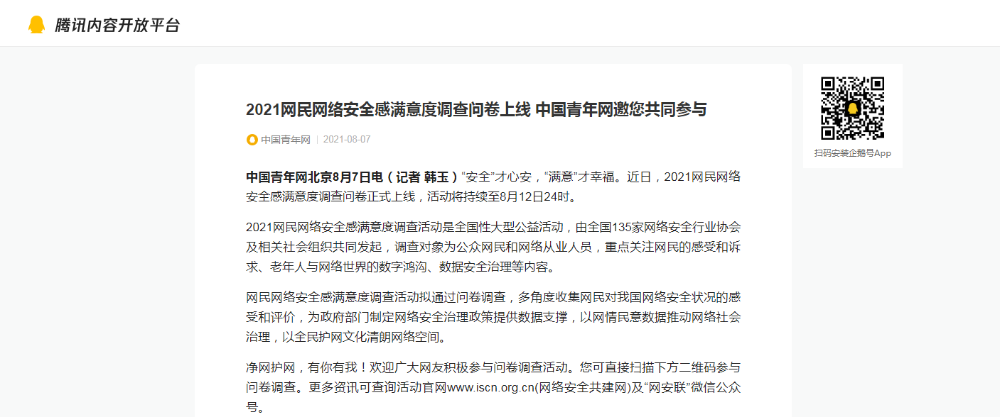 腾讯内容开放平台
2021网民网络安全感满意度调查问卷上线 中国青年网邀您共同参与
中国青年网 | 2021-08-07
扫码安装企鹅号App
中国青年网北京8月7日电（记者 韩玉）“安全”才心安，“满意”才幸福。近日，2021网民网络
安全感满意度调查问卷正式上线，活动将持续至8月12日24时。
2021网民网络安全感满意度调查活动是全国性大型公益活动，由全国135家网络安全行业协会
及相关社会组织共同发起，调查对象为公众网民和网络从业人员，重点关注网民的感受和诉
求、老年人与网络世界的数字鸿沟、数据安全治理等内容。
网民网络安全感满意度调查活动拟通过问卷调查，多角度收集网民对我国网络安全状况的感
受和评价，为政府部门制定网络安全治理政策提供数据支撑，以网情民意数据推动网络社会
治理，以全民护网文化清朗网络空间。
净网护网，有你有我！欢迎广大网友积极参与问卷调查活动。您可直接扫描下方二维码参与
问卷调查。更多资讯可查询活动官网www.iscn.org.cn(网络安全共建网)及“网安联”微信公众
号。